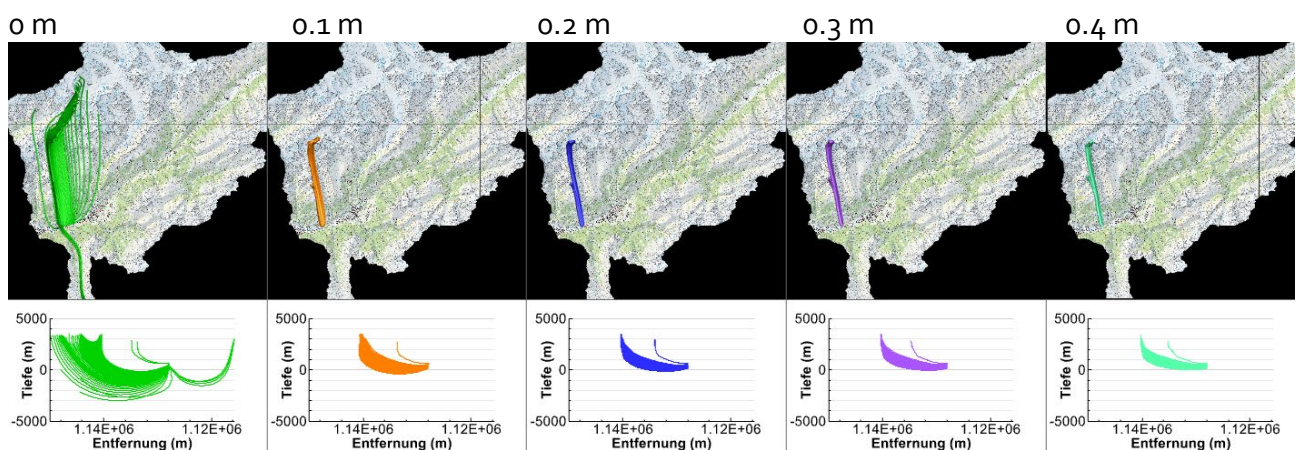 0 m 0.1 m 0.2 m 0.3 m 0.4 m
5000
0
-5000
Tiefe (m)
1.14E+06 1.12E+06
Entfernung (m)
5000
0
-5000
Tiefe (m)
1.14E+06 1.12E+06
Entfernung (m)
5000
0
-5000
Tiefe (m)
1.14E+06 1.12E+06
Entfernung (m)
5000
0
-5000
Tiefe (m)
1.14E+06 1.12E+06
Entfernung (m)
5000
0
-5000
Tiefe (m)
1.14E+06 1.12E+06
Entfernung (m)